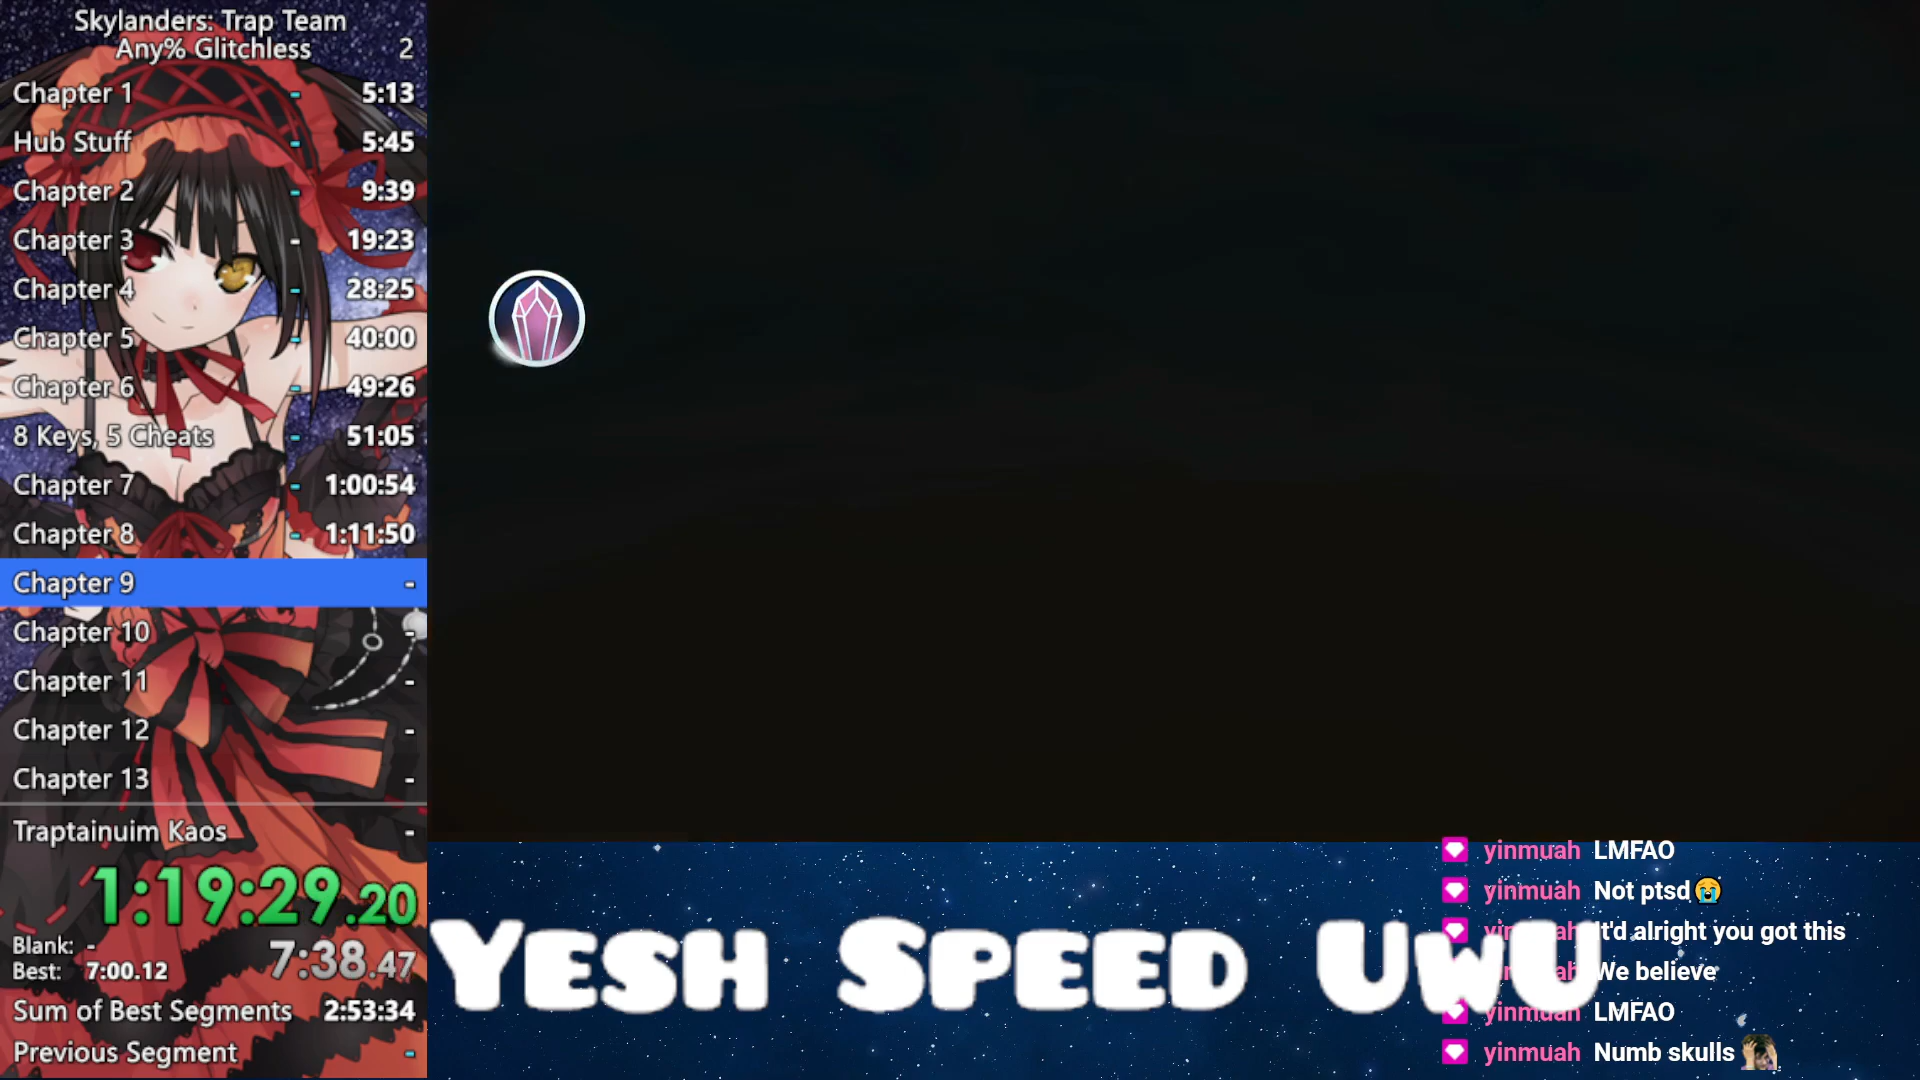 Skylanders: Trap Team
Any% Glitchless 2
Chapter 1 - 5:13
Hub Stuff - 5:45
Chapter 2 - 9:39
Chapter 3 - 19:23
Chapter 4 - 28:25
Chapter 5 - 40:00
Chapter 6 - 49:26
8 Keys, 5 Cheats - 51:05
Chapter 7 - 1:00:54
Chapter 8 - 1:11:50
Chapter 9 -
Chapter 10 -
Chapter 11 -
Chapter 12 -
Chapter 13 -
Traptainuim Kaos -
1:19:29.20
Blank: -
Best: 7:00.12
7:38.47
Sum of Best Segments 2:53:34
Previous Segment -
Yesh Speed UwU
yinmuah LMFAO
yinmuah Not ptsd😭
It'd alright you got this
We believe
yinmuah LMFAO
yinmuah Numb skulls